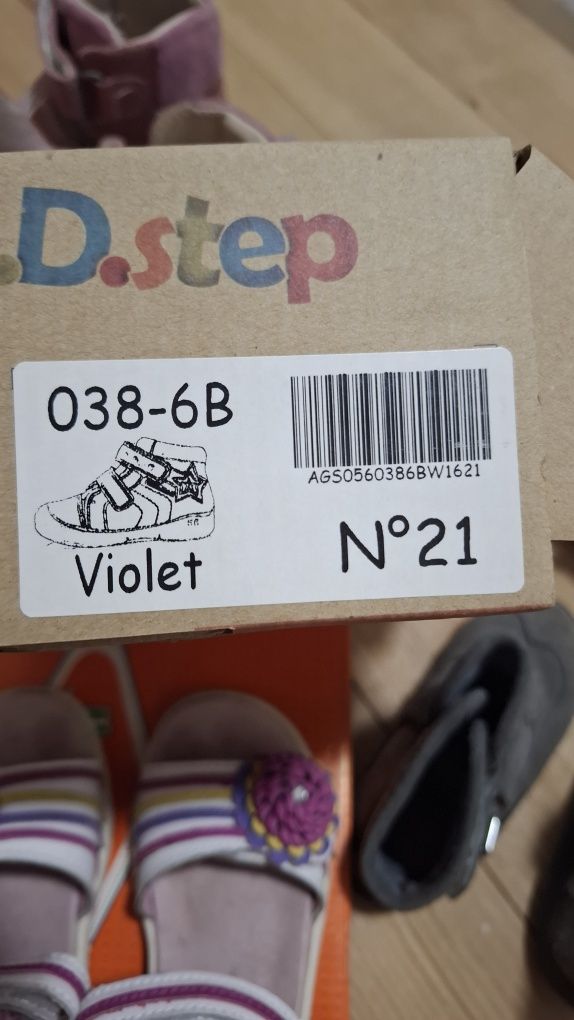 .D.step
038-6B
AGS0560386BW1621
Violet
N°21